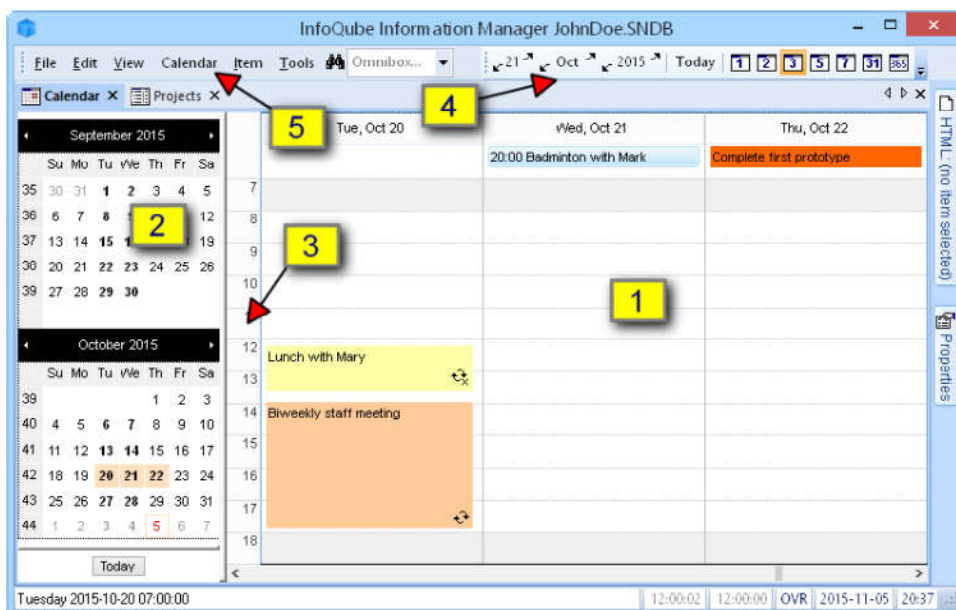 InfoQube Information Manager JohnDoe.SNDB
File Edit View Calendar Item Tools Omnibox... 21 Oct 2015 Today 1 2 3 5 7 31 365
Calendar X Projects X
4
5
September 2015
Su Mo Tu We Th Fr Sa
35 30 31 1 2 3 4 5
36 6 7 8 12
37 13 14 15 19
38 20 21 22 23 24 25 26
39 27 28 29 30
2
October 2015
Su Mo Tu We Th Fr Sa
39 1 2 3
40 4 5 6 7 8 9 10
41 11 12 13 14 15 16 17
42 18 19 20 21 22 23 24
43 25 26 27 28 29 30 31
44 1 2 3 4 5 6 7
Today
Tue, Oct 20 Wed, Oct 21 Thu, Oct 22
20:00 Badminton with Mark Complete first prototype
7
8
9
3
10
1
12
Lunch with Mary
13
14 Biweekly staff meeting
15
16
17
18
HTML: (no item selected)
Properties
Tuesday 2015-10-20 07:00:00 12:00:02 12:00:00 OVR 2015-11-05 20:37